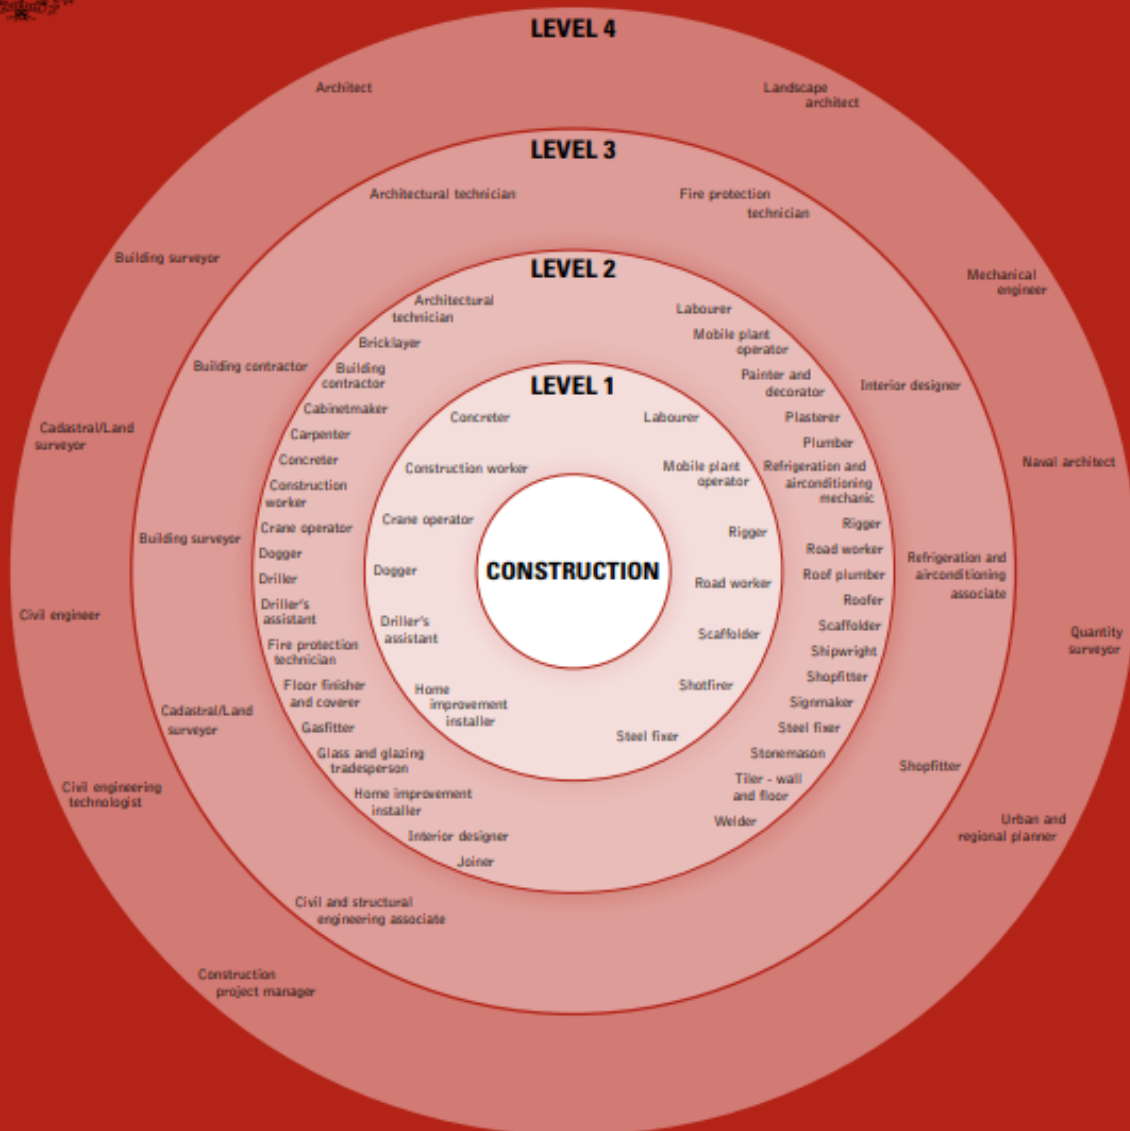 LEVEL 4
Architect
Building surveyor
Cadastral/Land
surveyor
Civil engineer
Civil engineering
technologist
Construction
project manager
Landscape
architect
Mechanical
engineer
Naval architect
Quantity
surveyor
Urban and
regional planner
LEVEL 3
Architectural technician
Building contractor
Building surveyor
Cadastral/Land
surveyor
Civil and structural
engineering associate
Fire protection
technician
Interior designer
Refrigeration and
airconditioning
associate
Shopfitter
LEVEL 2
Architectural
technician
Bricklayer
Building
contractor
Cabinetmaker
Carpenter
Concreter
Construction
worker
Crane operator
Dogger
Driller
Driller's
assistant
Fire protection
technician
Floor finisher
and coverer
Gasfitter
Glass and glazing
tradesperson
Home improvement
installer
Interior designer
Joiner
Labourer
Mobile plant
operator
Painter and
decorator
Plasterer
Plumber
Refrigeration and
airconditioning
mechanic
Rigger
Road worker
Roof plumber
Roofer
Scaffolder
Shipwright
Shopfitter
Signmaker
Steel fixer
Stonemason
Tiler - wall
and floor
Welder
LEVEL 1
Concreter
Construction worker
Crane operator
Dogger
Driller's
assistant
Home
improvement
installer
Labourer
Mobile plant
operator
Rigger
Road worker
Scaffolder
Shotfirer
Steel fixer
CONSTRUCTION